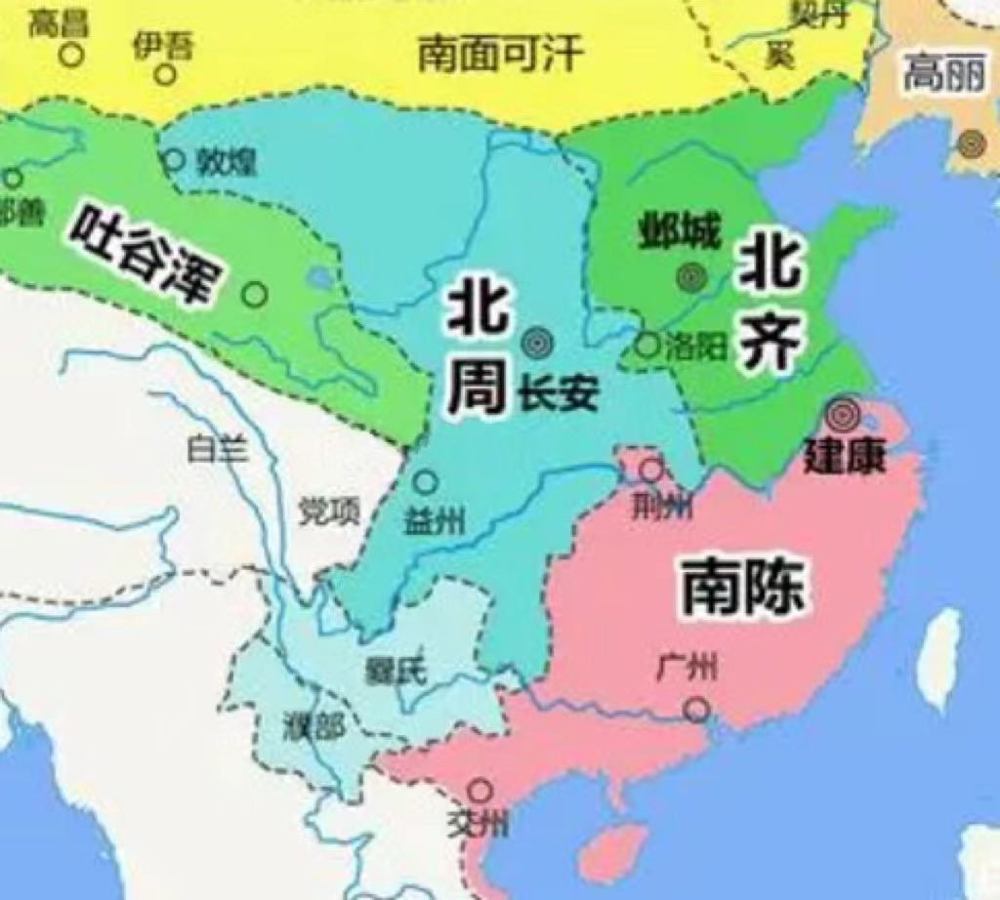 契丹
高昌
伊吾
南面可汗
奚
高丽
敦煌
鄯善
吐谷浑
邺城
北齐
北周
长安
洛阳
建康
白兰
党项
益州
荆州
南陈
爨氏
濮部
广州
交州